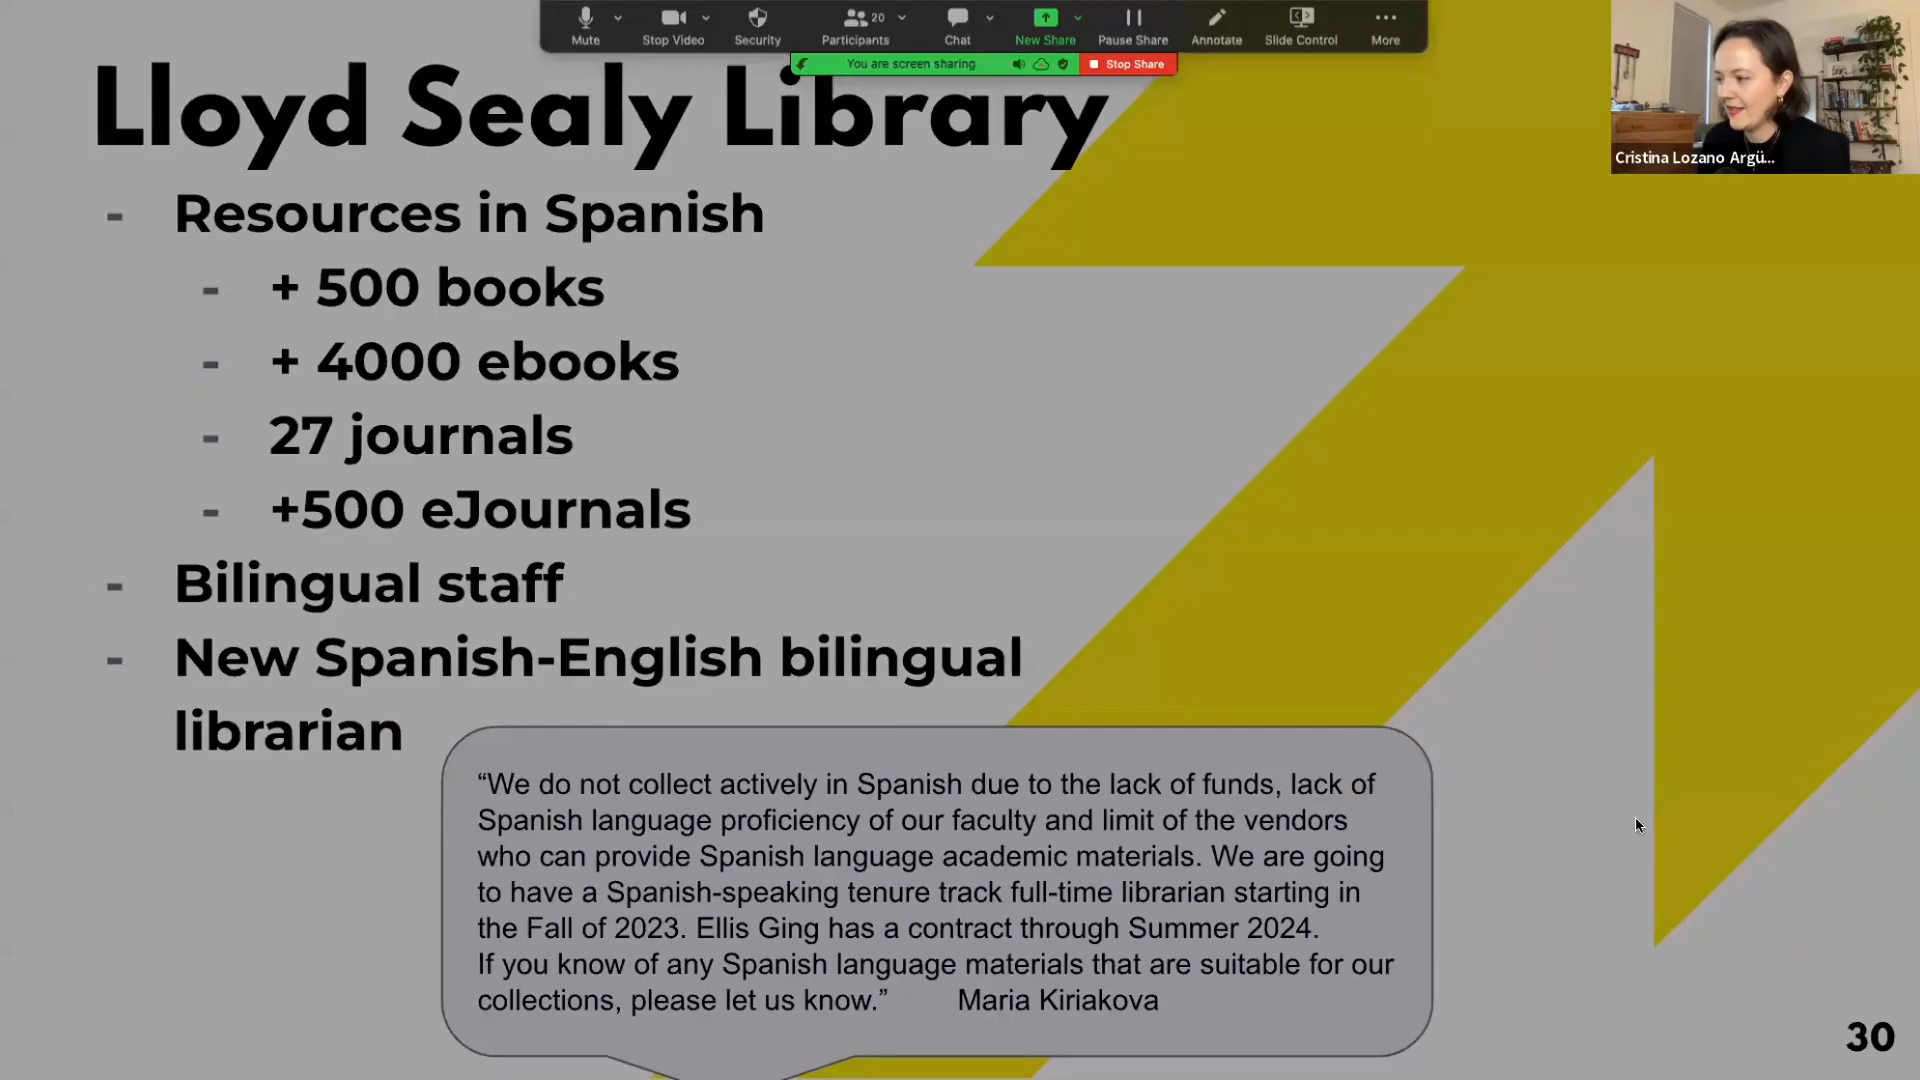 Mute
Stop Video
Security
Participants
20
Chat
New Share
Pause Share
Annotate
Slide Control
More
You are screen sharing
Stop Share
Cristina Lozano Argü...
Lloyd Sealy Library
- Resources in Spanish
- + 500 books
- + 4000 ebooks
- 27 journals
- +500 eJournals
- Bilingual staff
- New Spanish-English bilingual
librarian
“We do not collect actively in Spanish due to the lack of funds, lack of
Spanish language proficiency of our faculty and limit of the vendors
who can provide Spanish language academic materials. We are going
to have a Spanish-speaking tenure track full-time librarian starting in
the Fall of 2023. Ellis Ging has a contract through Summer 2024.
If you know of any Spanish language materials that are suitable for our
collections, please let us know.” Maria Kiriakova
30